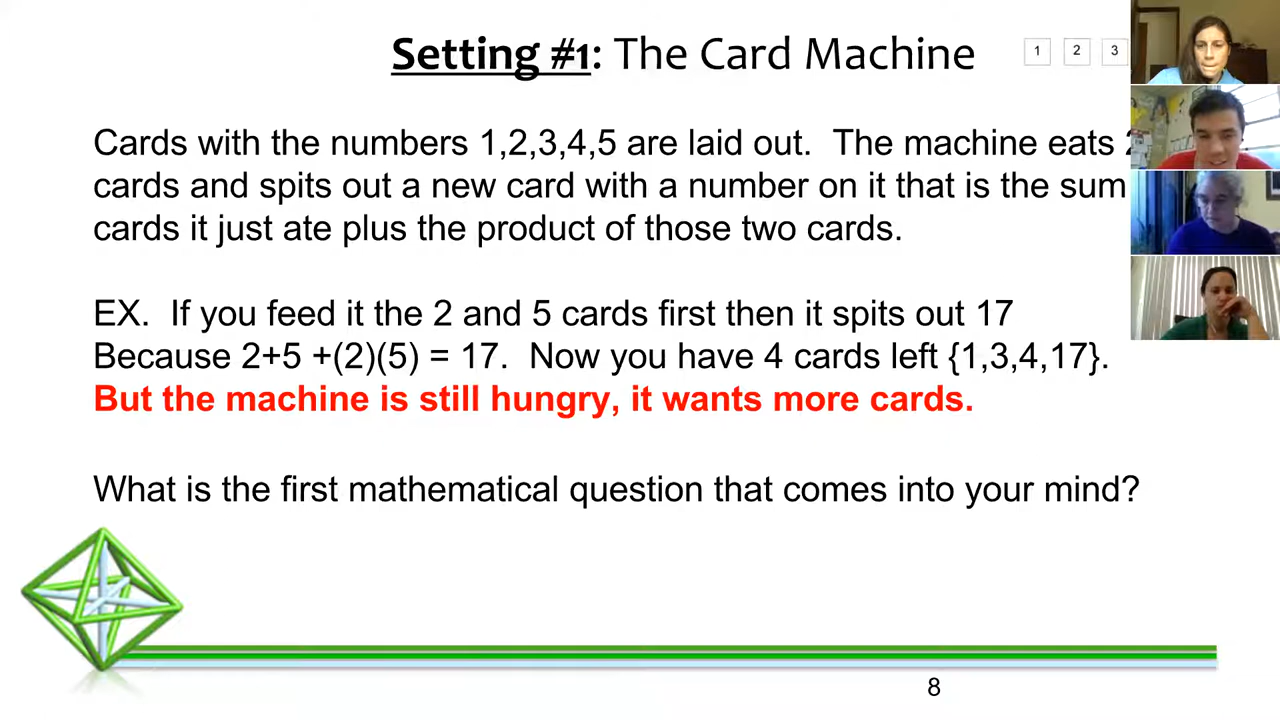 Setting #1: The Card Machine
1 2 3
Cards with the numbers 1,2,3,4,5 are laid out. The machine eats
cards and spits out a new card with a number on it that is the sum
cards it just ate plus the product of those two cards.
EX. If you feed it the 2 and 5 cards first then it spits out 17
Because 2+5 +(2)(5) = 17. Now you have 4 cards left {1,3,4,17}.
But the machine is still hungry, it wants more cards.
What is the first mathematical question that comes into your mind?
8